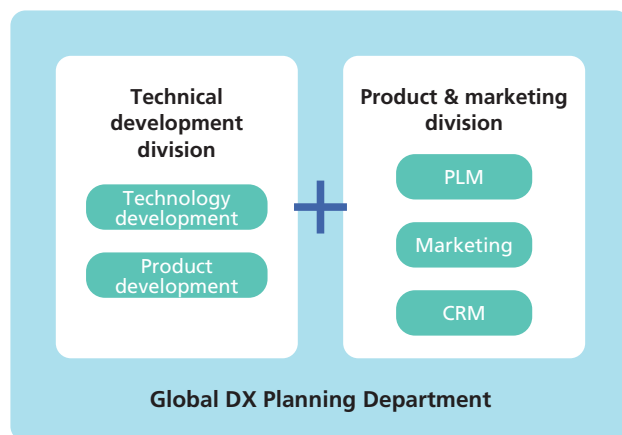 Technical
development
division
Technology
development
Product
development
Product & marketing
division
PLM
Marketing
CRM
Global DX Planning Department